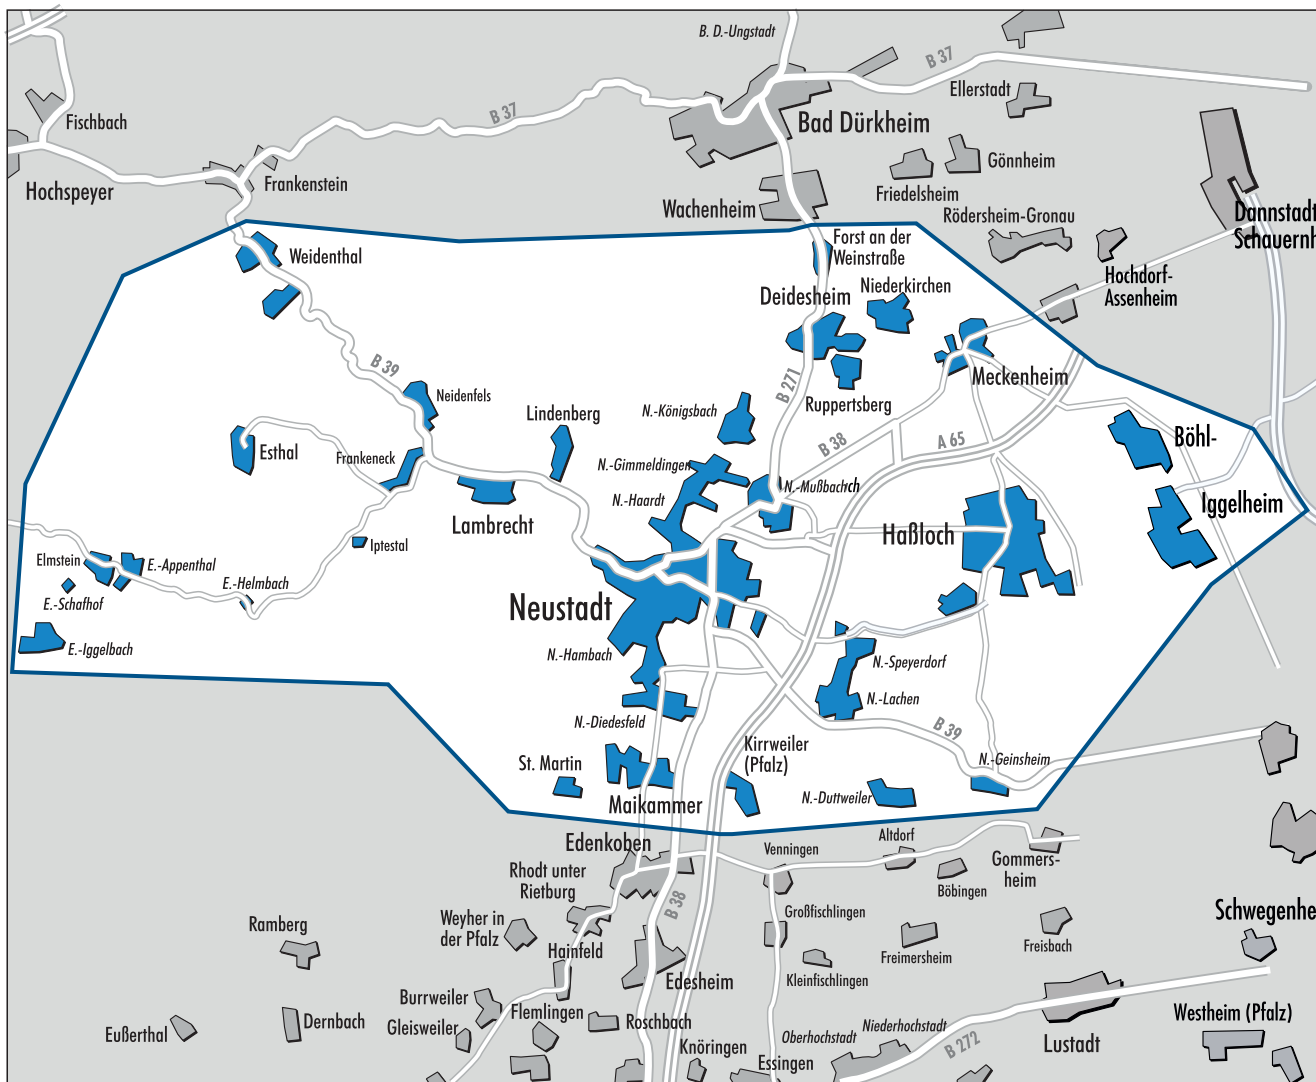 B. D.-Ungstadt
B 37
Ellerstadt
Fischbach
B 37
Bad Dürkheim
Gönnheim
Hochspeyer
Frankenstein
Friedelsheim
Wachenheim
Rödersheim-Gronau
Dannstadt
Schauernh
Forst an der
Weinstraße
Weidenthal
Hochdorf-
Assenheim
Deidesheim
Niederkirchen
B 39
Meckenheim
B 271
Neidenfels
Ruppertsberg
Lindenberg
N.-Königsbach
B 38
A 65
Böhl-
Esthal
Frankeneck
N.-Gimmeldingen
N.-Mußbach
N.-Haardt
Iggelheim
Lambrecht
Haßloch
Iptestal
Elmstein
E.-Appenthal
E.-Helmbach
E.-Schafhof
Neustadt
E.-Iggelbach
N.-Hambach
N.-Speyerdorf
N.-Lachen
N.-Diedesfeld
B 39
Kirrweiler
(Pfalz)
St. Martin
N.-Geinsheim
Maikammer
N.-Duttweiler
Edenkoben
Venningen
Altdorf
Gommers-
heim
Rhodt unter
Rietburg
Böbingen
B 38
Großfischlingen
Weyher in
der Pfalz
Ramberg
Schwegenhe
Freisbach
Hainfeld
Freimersheim
Edesheim
Kleinfischlingen
Burrweiler
Flemlingen
Westheim (Pfalz)
Eußerthal
Dernbach
Gleisweiler
Roschbach
Niederhochstadt
Oberhochstadt
Knöringen
B 272
Lustadt
Essingen